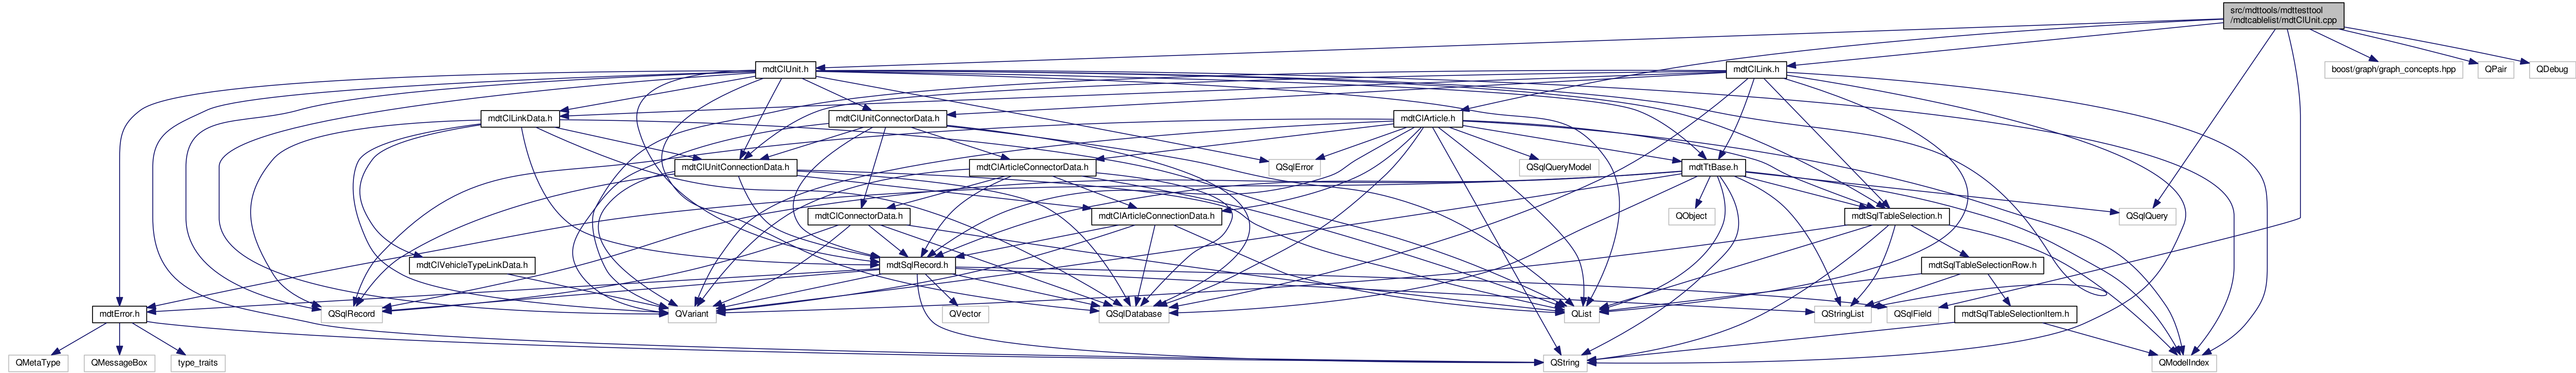 src/mdttools/mdttesttool
/mdtcablelist/mdtClUnit.cpp
mdtClUnit.h
mdtClLink.h
boost/graph/graph_concepts.hpp
QPair
QDebug
mdtClLinkData.h
mdtClUnitConnectorData.h
mdtClArticle.h
mdtClUnitConnectionData.h
mdtClArticleConnectorData.h
QSqlError
QSqlQueryModel
mdtTtBase.h
mdtClConnectorData.h
mdtClArticleConnectionData.h
QObject
mdtSqlTableSelection.h
QSqlQuery
mdtClVehicleTypeLinkData.h
mdtSqlRecord.h
mdtSqlTableSelectionRow.h
mdtError.h
QSqlRecord
QVariant
QSqlDatabase
QVector
QList
QStringList
QSqlField
mdtSqlTableSelectionItem.h
QMetaType
QMessageBox
type_traits
QString
QModelIndex